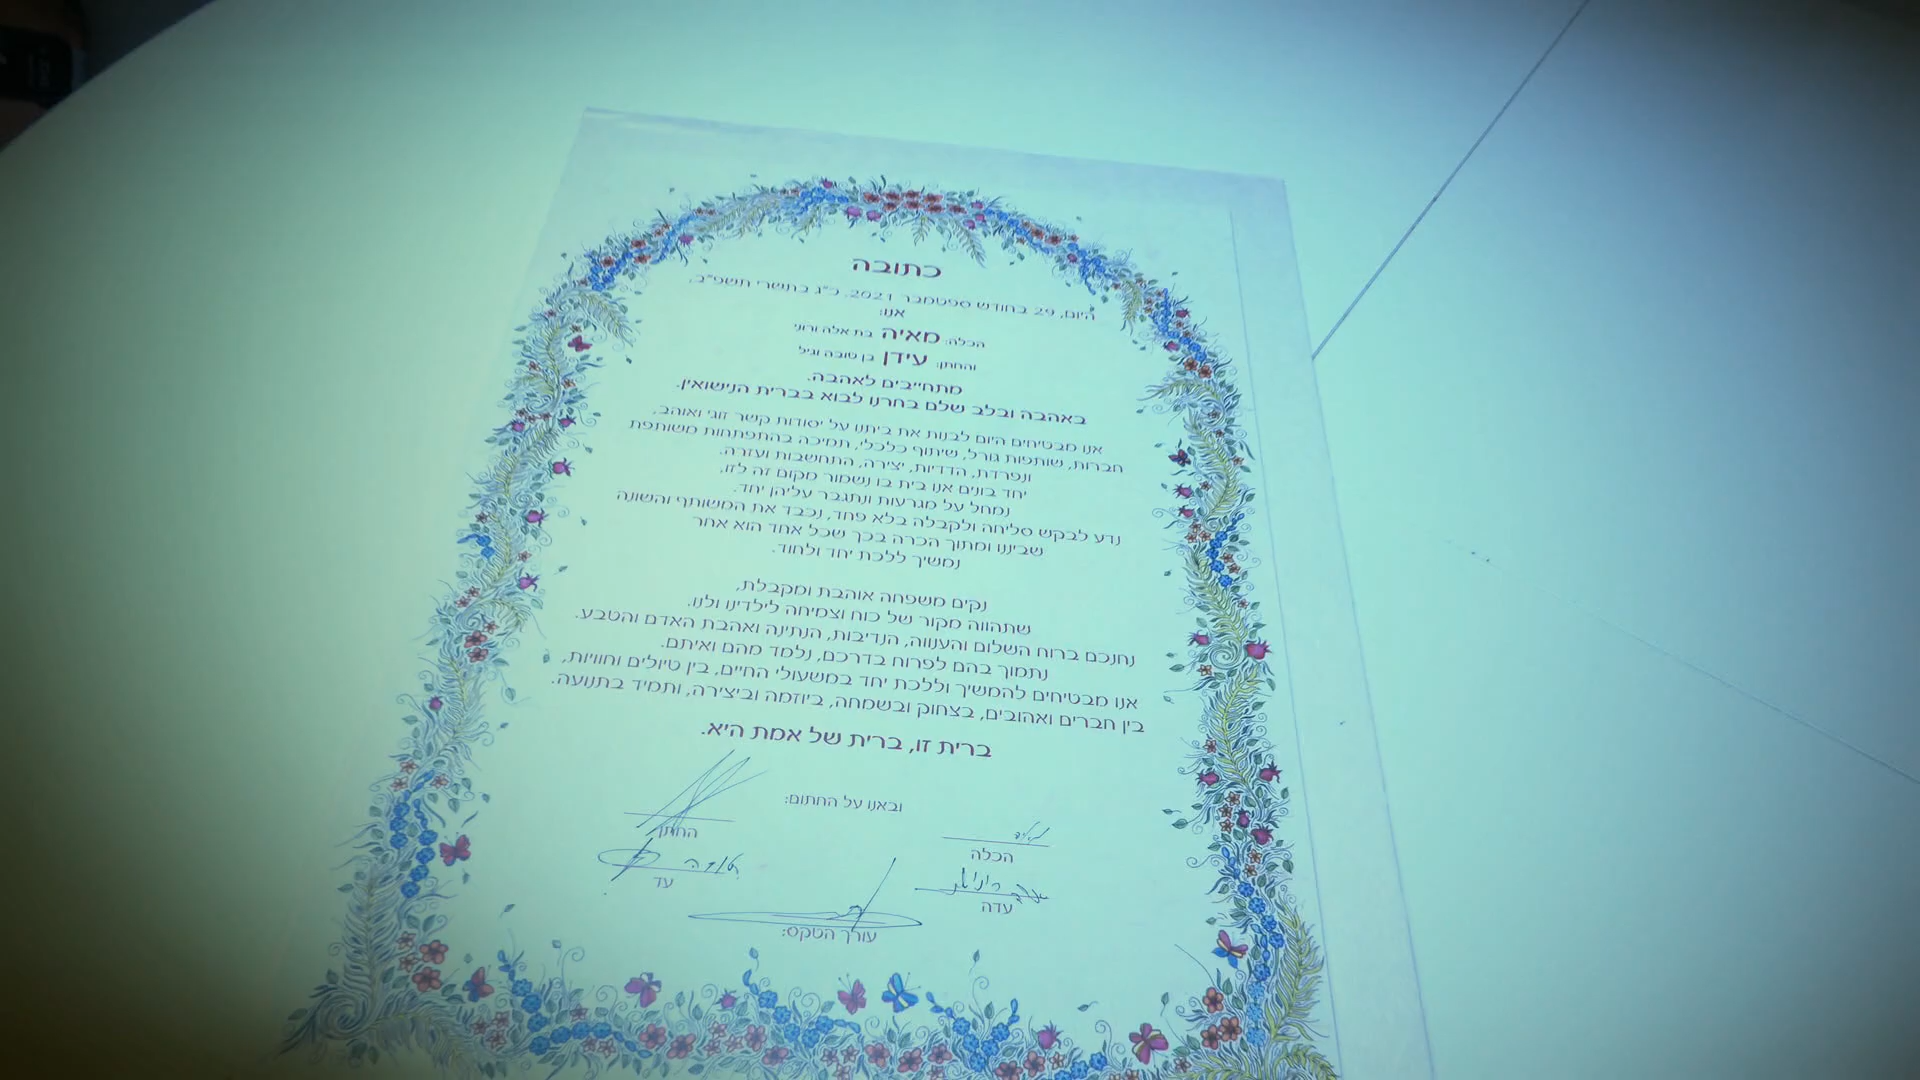 כתובה
היום, 29 בחודש ספטמבר 2021, כ"ג בתשרי תשפ"ב,
אנו:
הכלה: מאיה בת אלה ורוני
והחתן: עידן בן טובה וגיל
מתחייבים לאהבה.
באהבה ובלב שלם בחרנו לבוא בברית הנישואין.
אנו מבטיחים היום לבנות את ביתנו על יסודות קשר זוגי ואוהב,
חברות, שותפות גורל, שיתוף כלכלי, תמיכה בהתפתחות משותפת
ונפרדת, הדדיות, יצירה, התחשבות ועזרה.
יחד בונים אנו בית בו נשמור מקום זה לזו,
נמחל על מגרעות ונתגבר עליהן יחד.
נדע לבקש סליחה ולקבלה בלא פחד, נכבד את המשותף והשונה
שביננו ומתוך הכרה בכך שכל אחד הוא אחר
נמשיך ללכת יחד ולחוד.
נקים משפחה אוהבת ומקבלת,
שתהווה מקור של כוח וצמיחה לילדינו ולנו.
נחנכם ברוח השלום והענווה, הנדיבות, הנתינה ואהבת האדם והטבע.
נתמוך בהם לפרוח בדרכם, נלמד מהם ואיתם.
אנו מבטיחים להמשיך וללכת יחד במשעולי החיים, בין טיולים וחוויות,
בין חברים ואהובים, בצחוק ובשמחה, ביוזמה וביצירה, ותמיד בתנועה.
ברית זו, ברית של אמת היא.
ובאנו על החתום:
הכלה
החתן
עדה
עד
עורך הטקס: